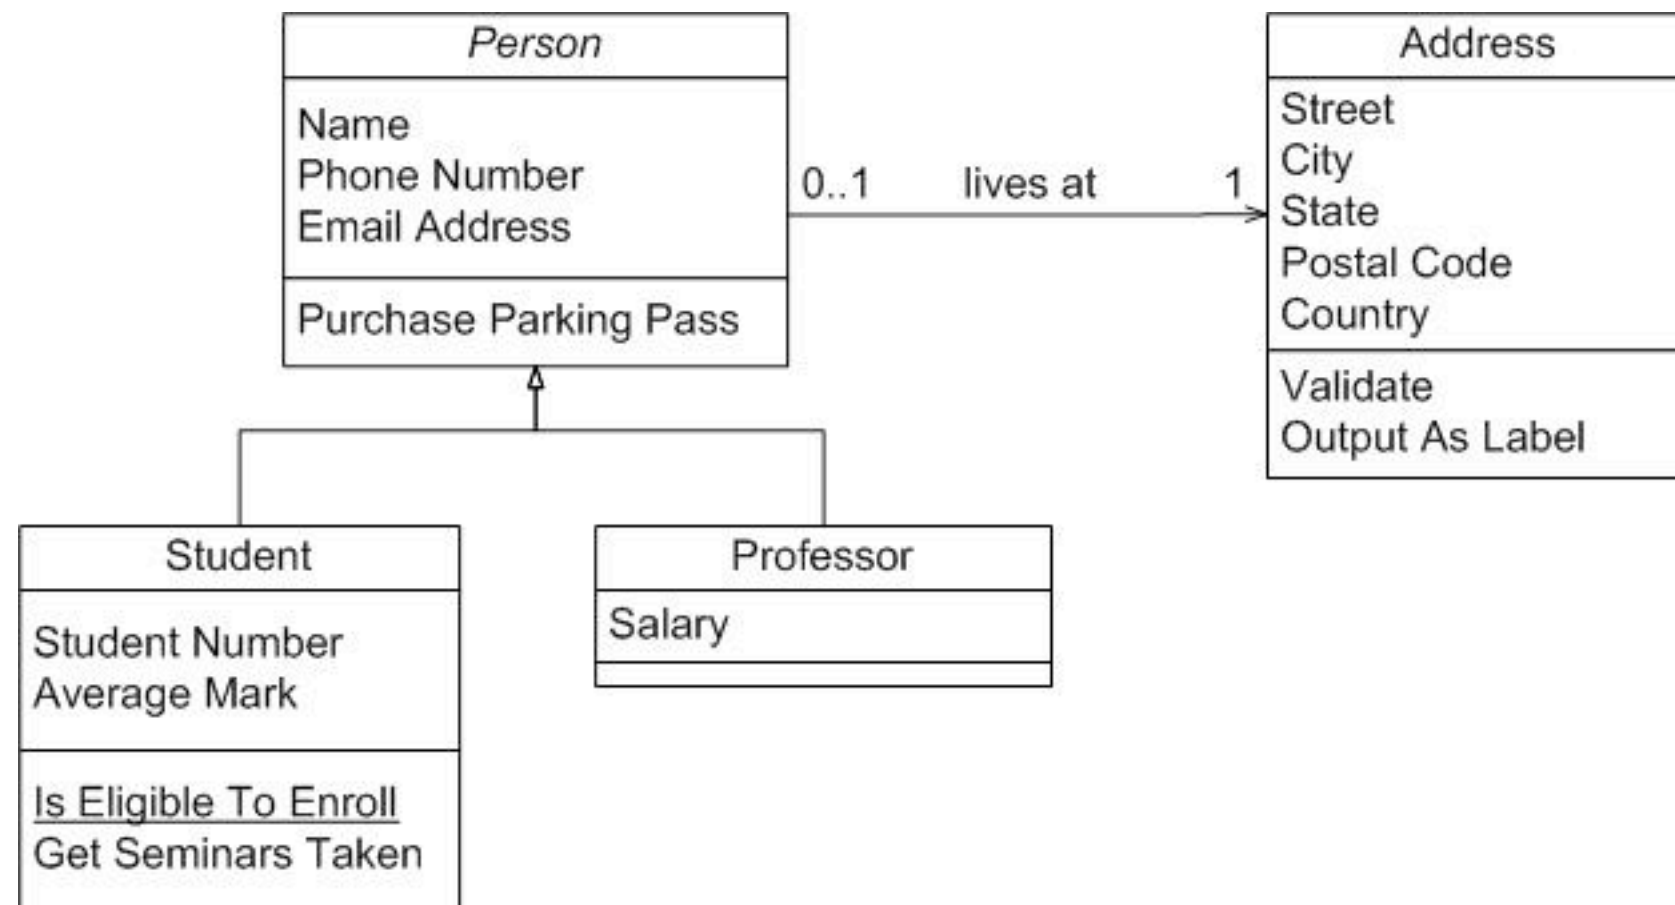 Person
Name
Phone Number
Email Address
Purchase Parking Pass
0..1 lives at 1
Address
Street
City
State
Postal Code
Country
Validate
Output As Label
Student
Student Number
Average Mark
Is Eligible To Enroll
Get Seminars Taken
Professor
Salary